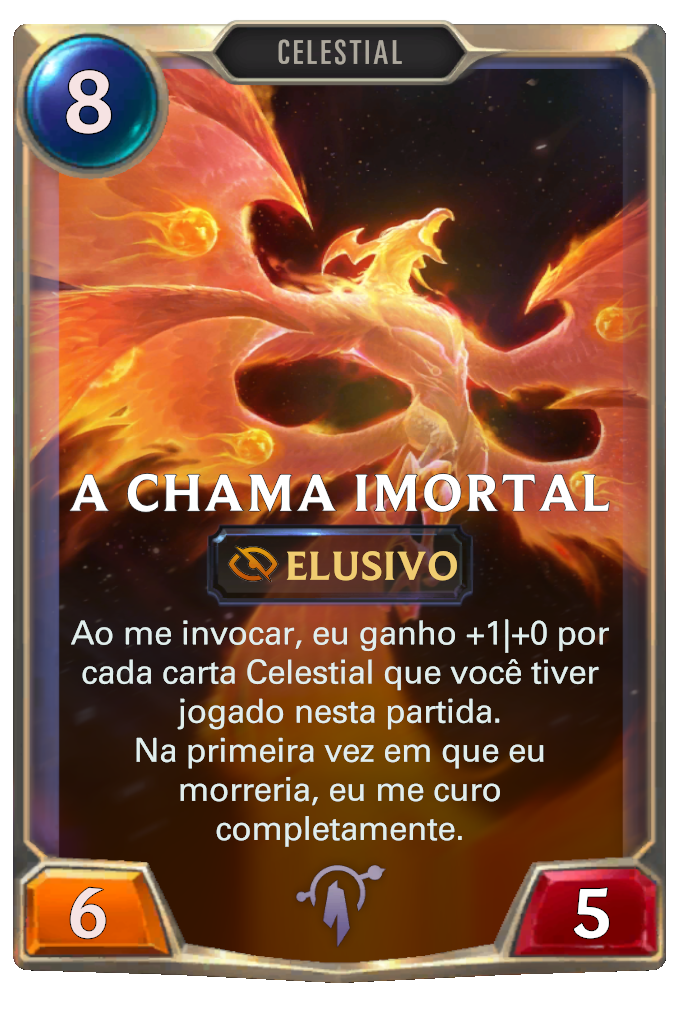 CELESTIAL
8
A CHAMA IMORTAL
ELUSIVO
Ao me invocar, eu ganho +1|+0 por
cada carta Celestial que você tiver
jogado nesta partida.
Na primeira vez em que eu
morreria, eu me curo
completamente.
6
5